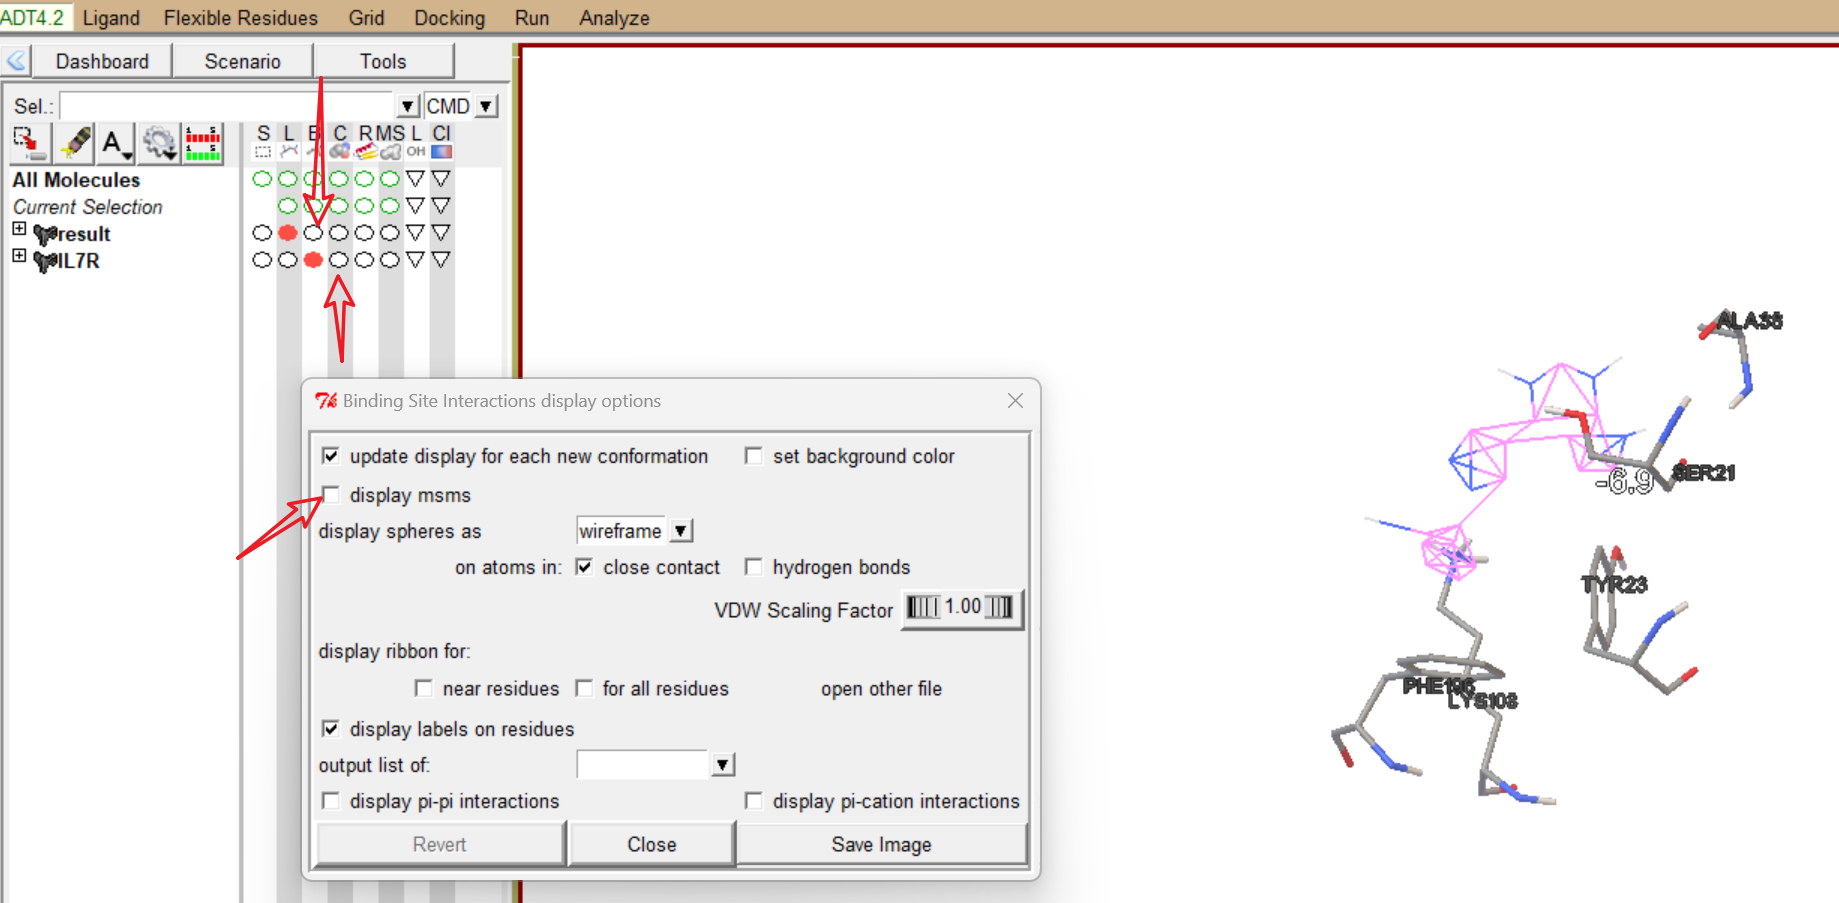 ADT4.2 Ligand Flexible Residues Grid Docking Run Analyze
Dashboard Scenario Tools
Sel.: CMD
A S L B C R MS L Cl
OH
All Molecules
Current Selection
result
IL7R
Binding Site Interactions display options
update display for each new conformation set background color
display msms
display spheres as wireframe
on atoms in: close contact hydrogen bonds
VDW Scaling Factor 1.00
display ribbon for:
near residues for all residues open other file
display labels on residues
output list of:
display pi-pi interactions display pi-cation interactions
Revert Close Save Image
SER21
-6.9
TYR23
LYS103